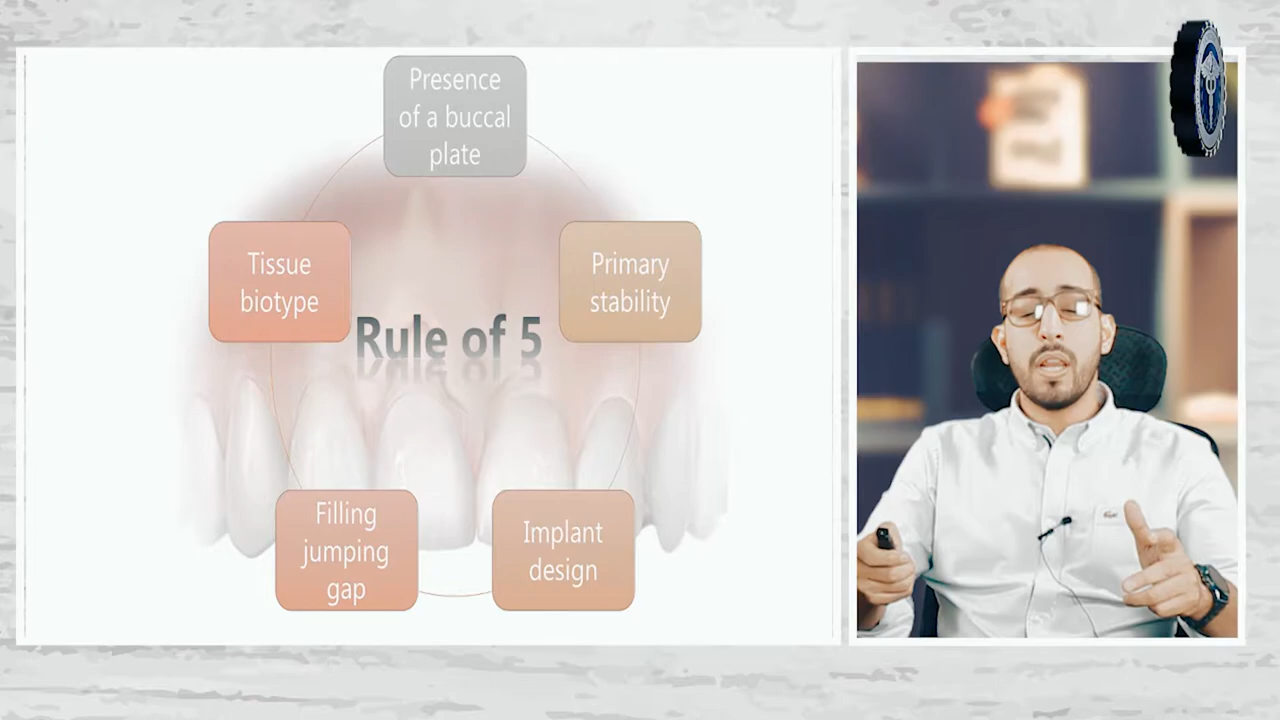 Presence
of a buccal
plate
Tissue
biotype
Primary
stability
Rule of 5
Filling
jumping
gap
Implant
design